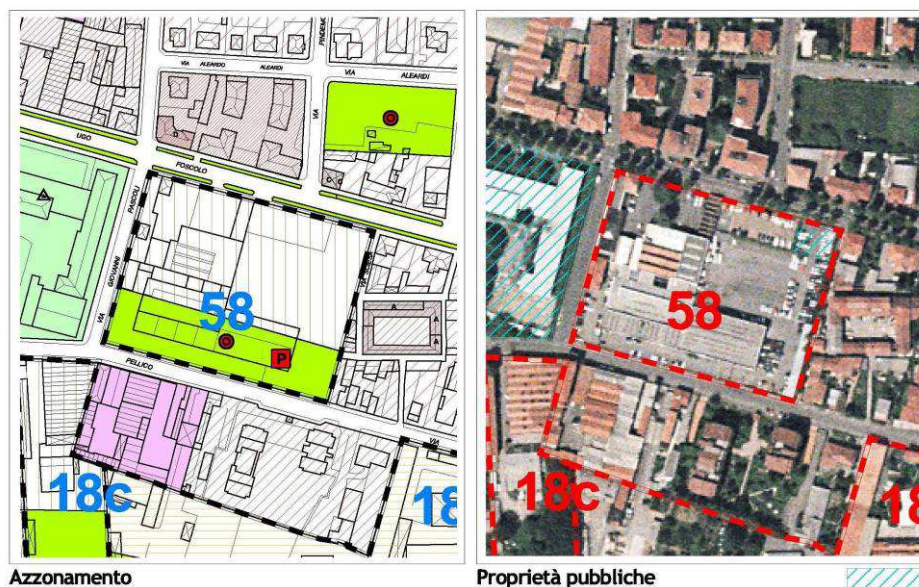 VIA ALEARDO ALEARDI
VIA PINDEMONTE
VIA ALEARDI
UGO FOSCOLO
VIA GIOVANNI PASCOLI
58
P
PELLICO
VIA
A
A
A
18c
18
58
18c
18
Azzonamento
Proprietà pubbliche